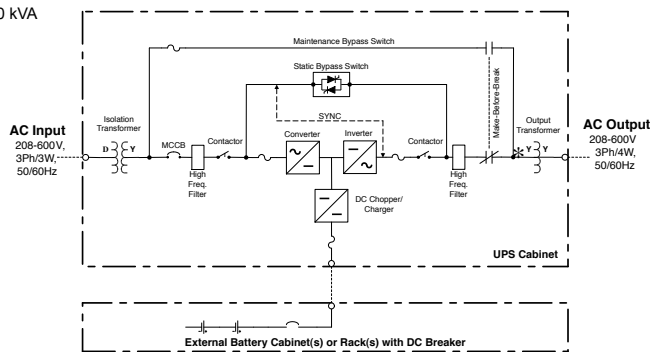 0 kVA
Maintenance Bypass Switch
Static Bypass Switch
Make-Before-Break
Isolation
Transformer
SYNC
Output
Transformer
AC Input
208-600V,
3Ph/3W,
50/60Hz
D Y
MCCB
Contactor
Converter
Inverter
Contactor
Y Y
AC Output
208-600V
3Ph/4W,
50/60Hz
High
Freq.
Filter
High
Freq.
Filter
DC Chopper/
Charger
UPS Cabinet
External Battery Cabinet(s) or Rack(s) with DC Breaker